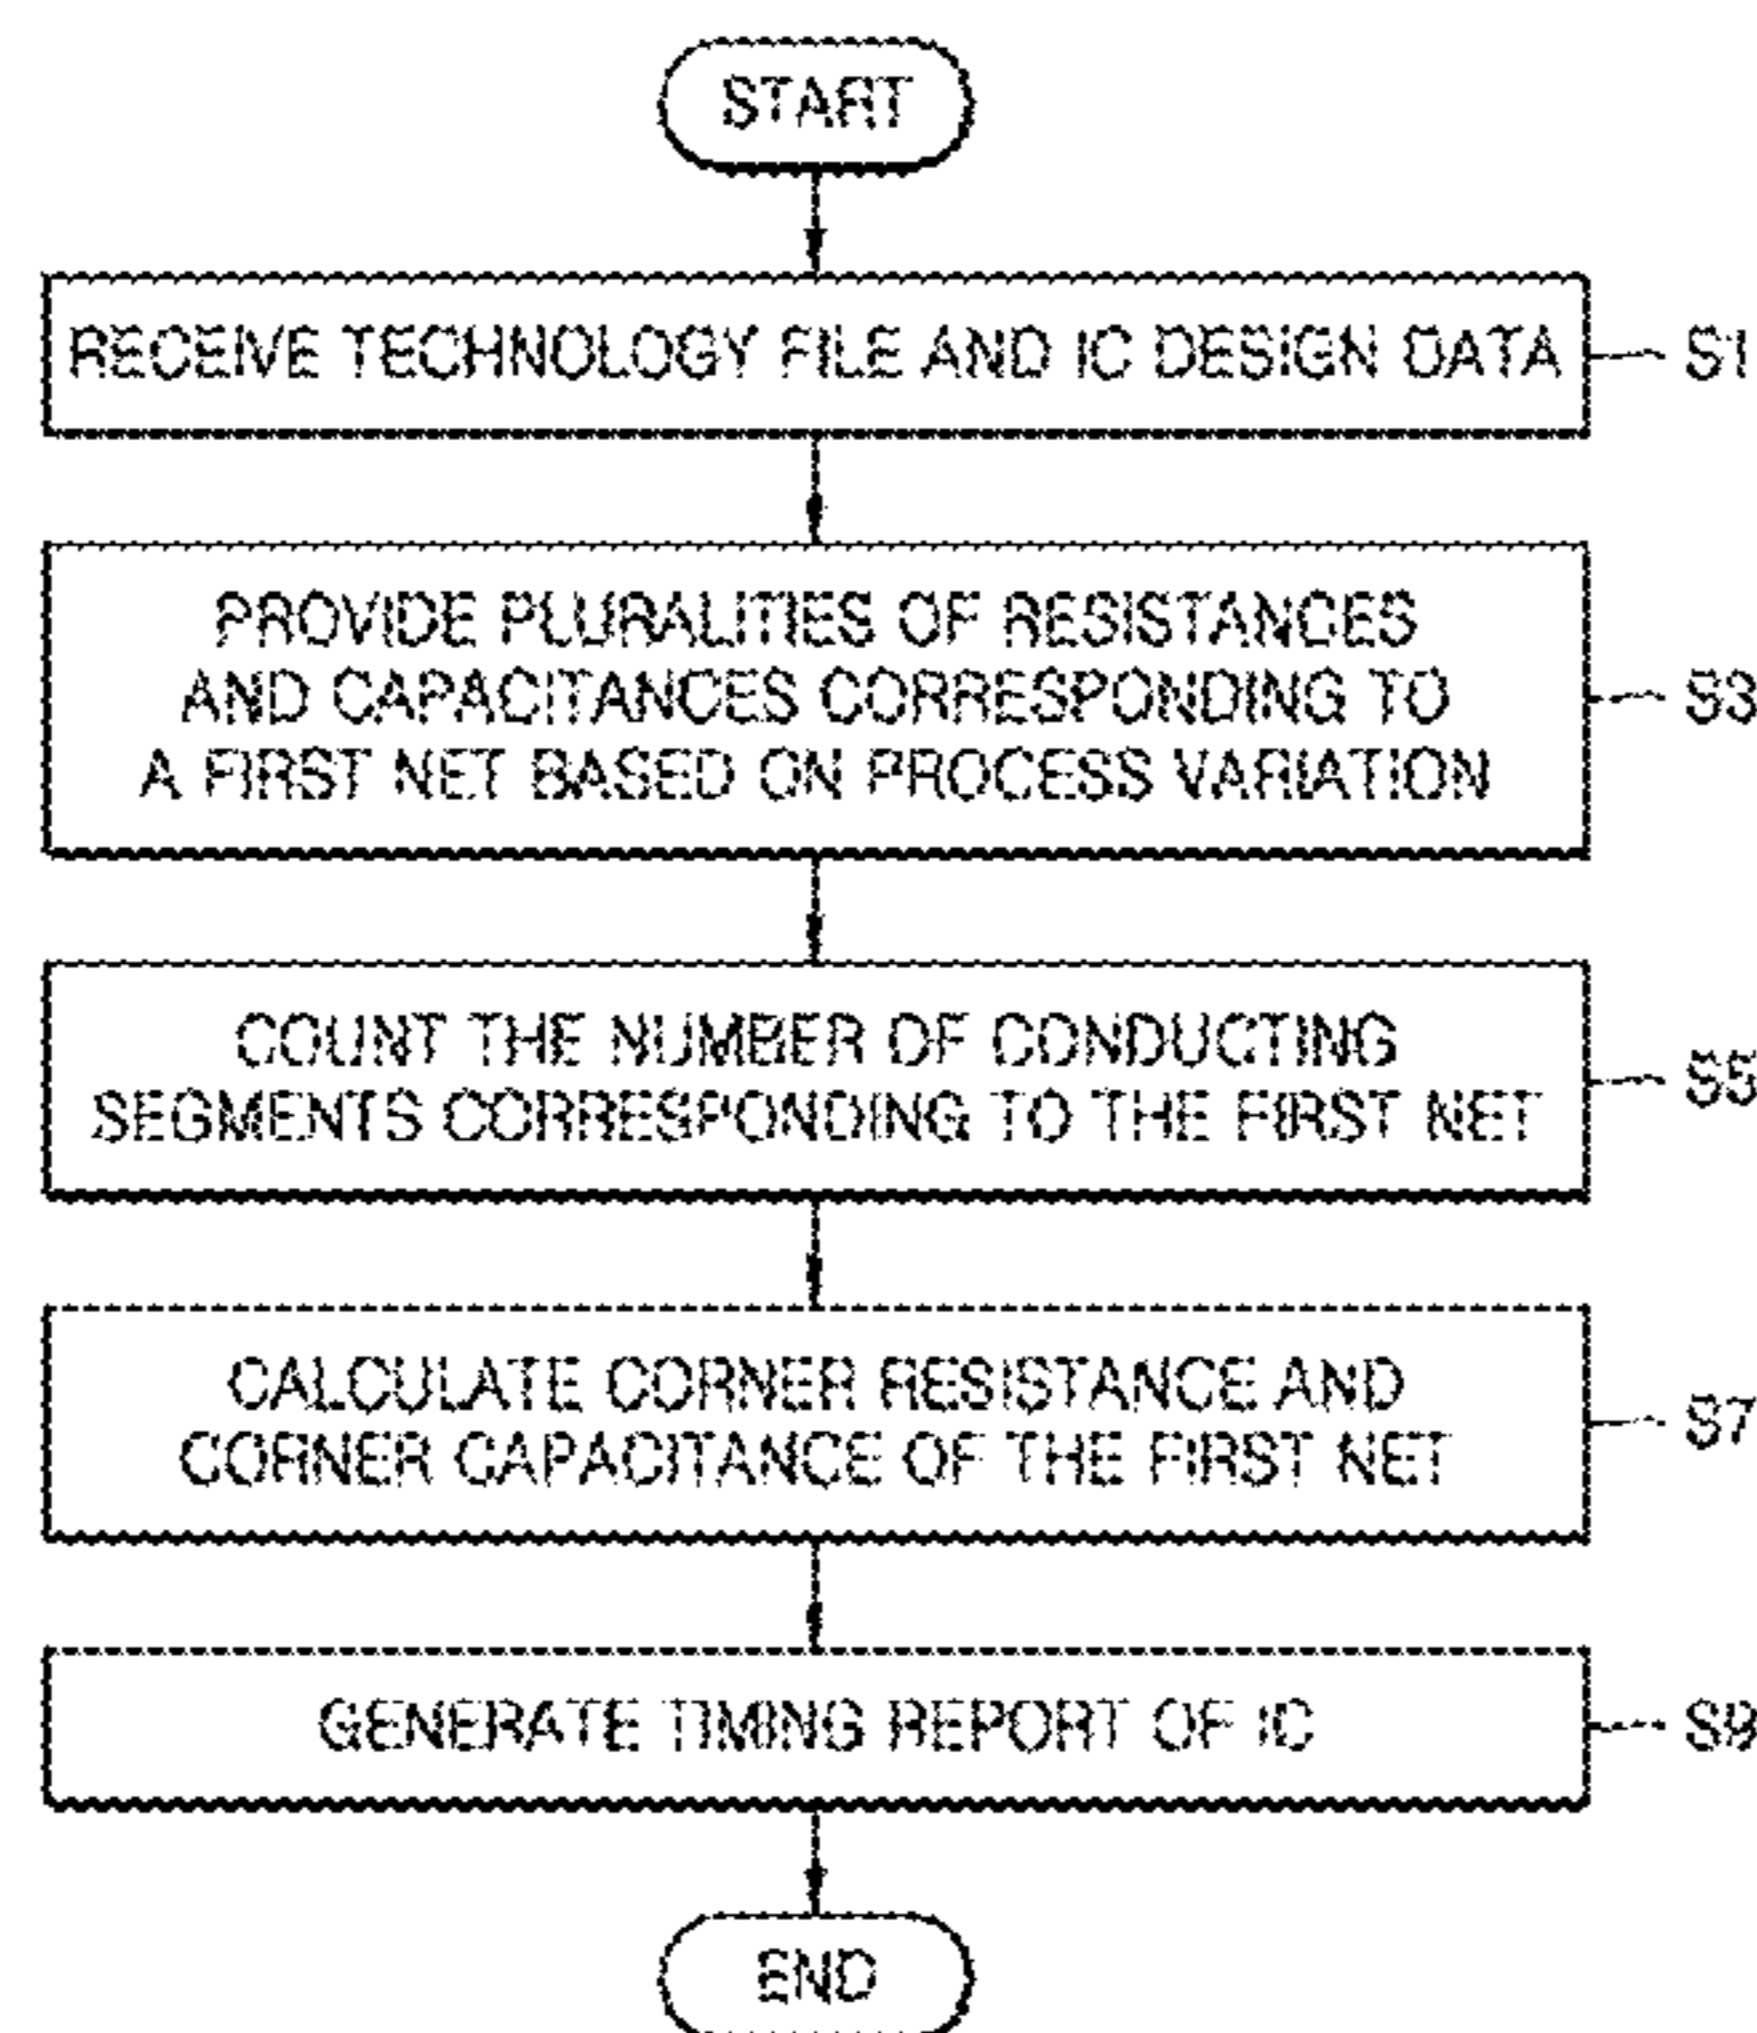 START
RECEIVE TECHNOLOGY FILE AND IC DESIGN DATA
S1
PROVIDE PLURALITIES OF RESISTANCES
AND CAPACITANCES CORRESPONDING TO
A FIRST NET BASED ON PROCESS VARIATION
S3
COUNT THE NUMBER OF CONDUCTING
SEGMENTS CORRESPONDING TO THE FIRST NET
S5
CALCULATE CORNER RESISTANCE AND
CORNER CAPACITANCE OF THE FIRST NET
S7
GENERATE TIMING REPORT OF IC
S9
END